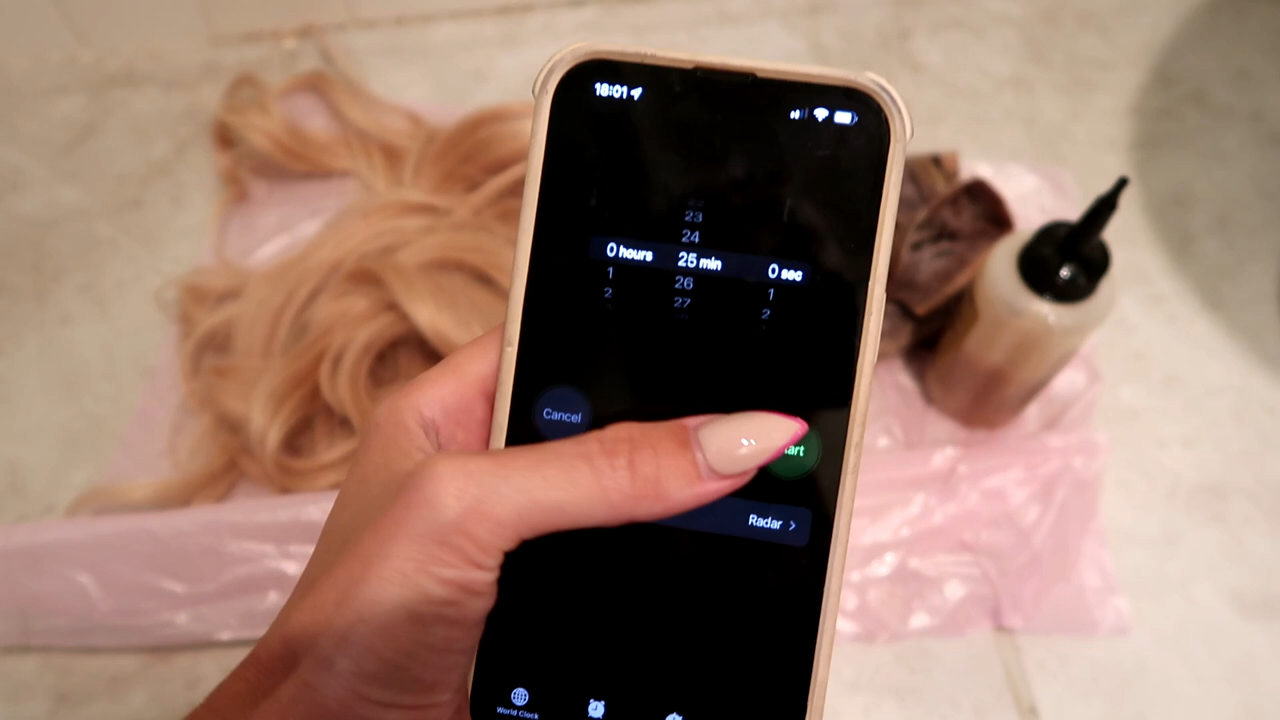 18:01
23
24
0 hours 25 min 0 sec
1 26 1
2 27 2
Cancel
tart
Radar
World Clock